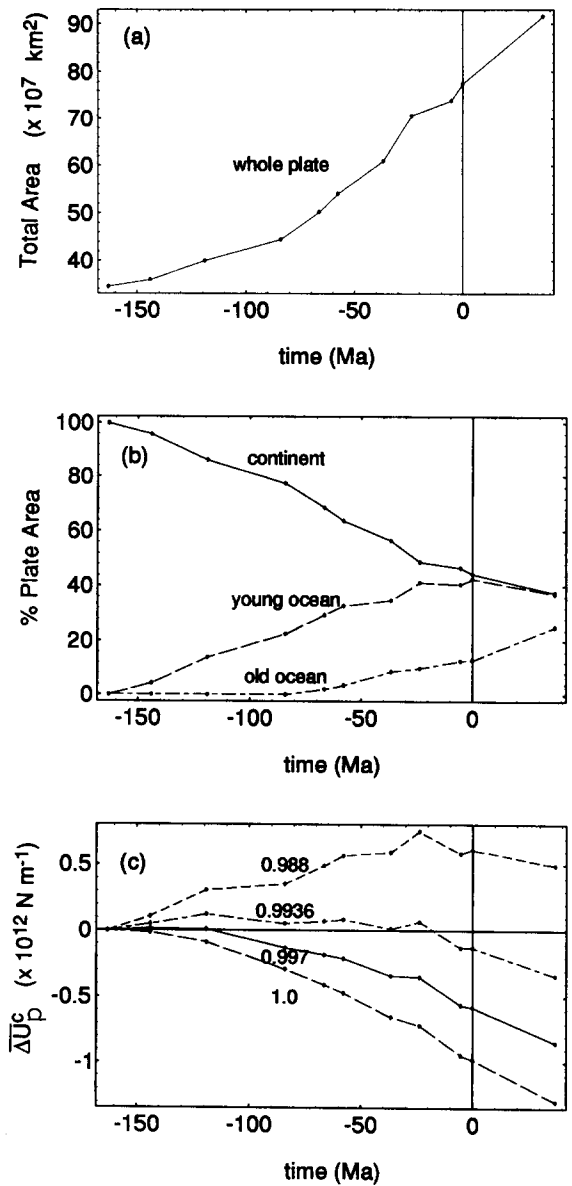 (a)
Total Area (x 10⁷ km²)
90
80
70
60
50
40
whole plate
-150 -100 -50 0
time (Ma)
(b)
% Plate Area
100
80
60
40
20
0
continent
young ocean
old ocean
-150 -100 -50 0
time (Ma)
(c)
ΔU̅ᶜₚ (x 10¹² N m⁻¹)
0.5
0
-0.5
-1
0.988
0.9936
0.997
1.0
-150 -100 -50 0
time (Ma)